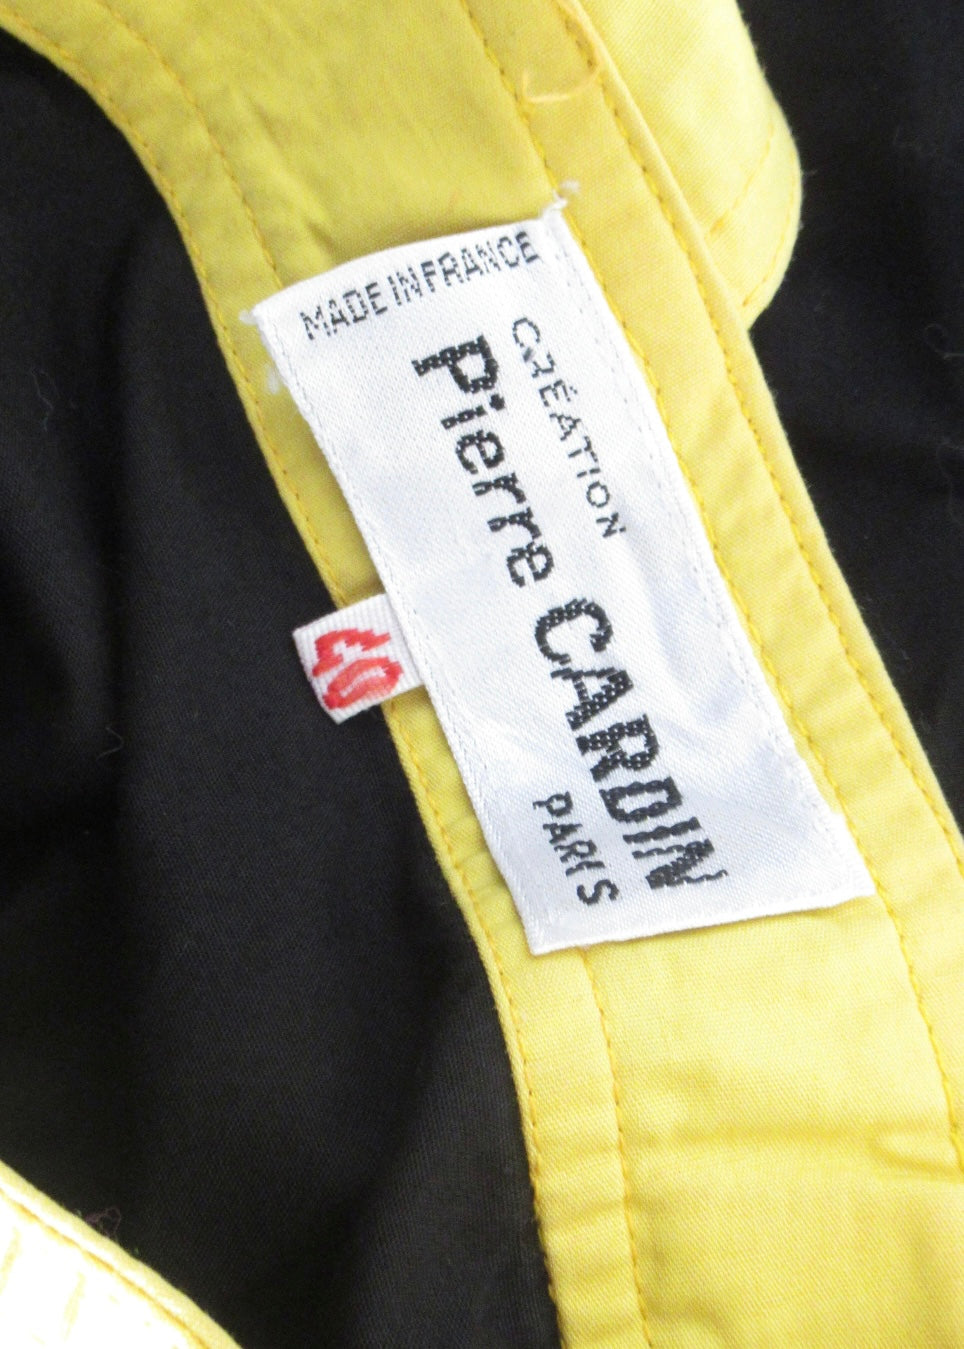 CRÉATION
Pierre CARDIN
PARIS
MADE IN FRANCE
40